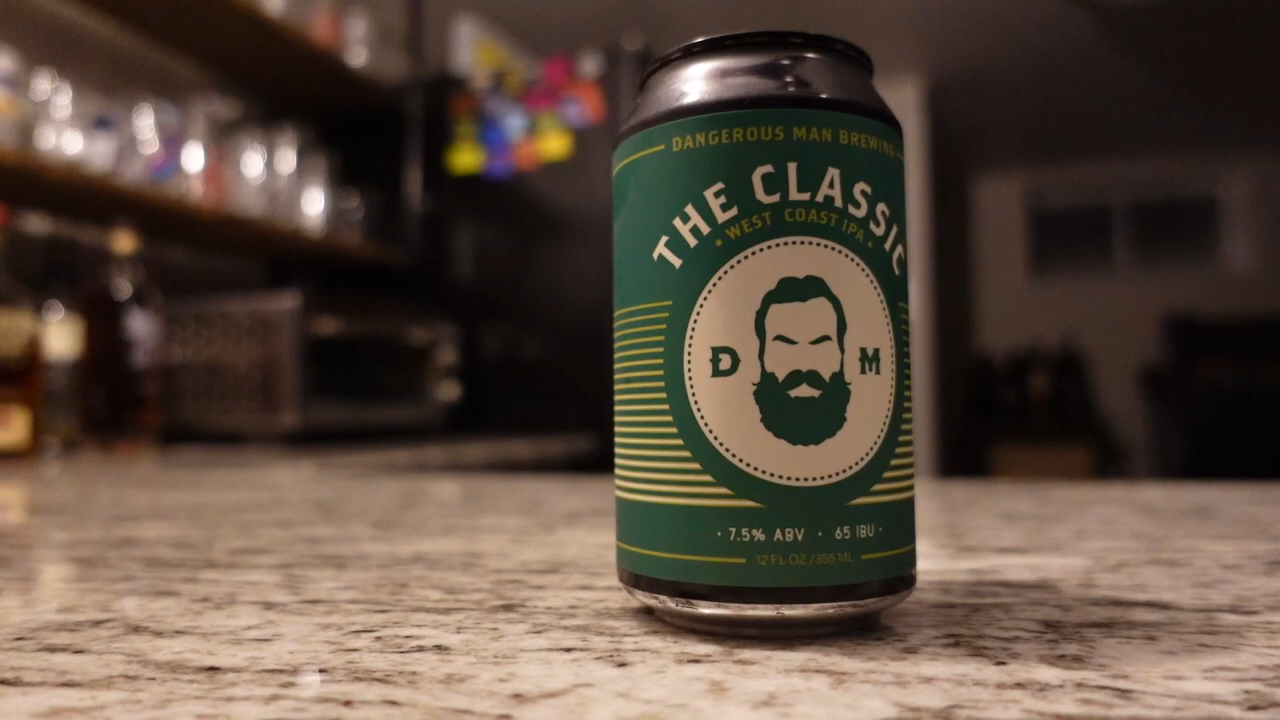 DANGEROUS MAN BREWING
THE CLASSIC
• WEST COAST IPA •
D M
• 7.5% ABV • 65 IBU •
12 FL OZ / 355 ML